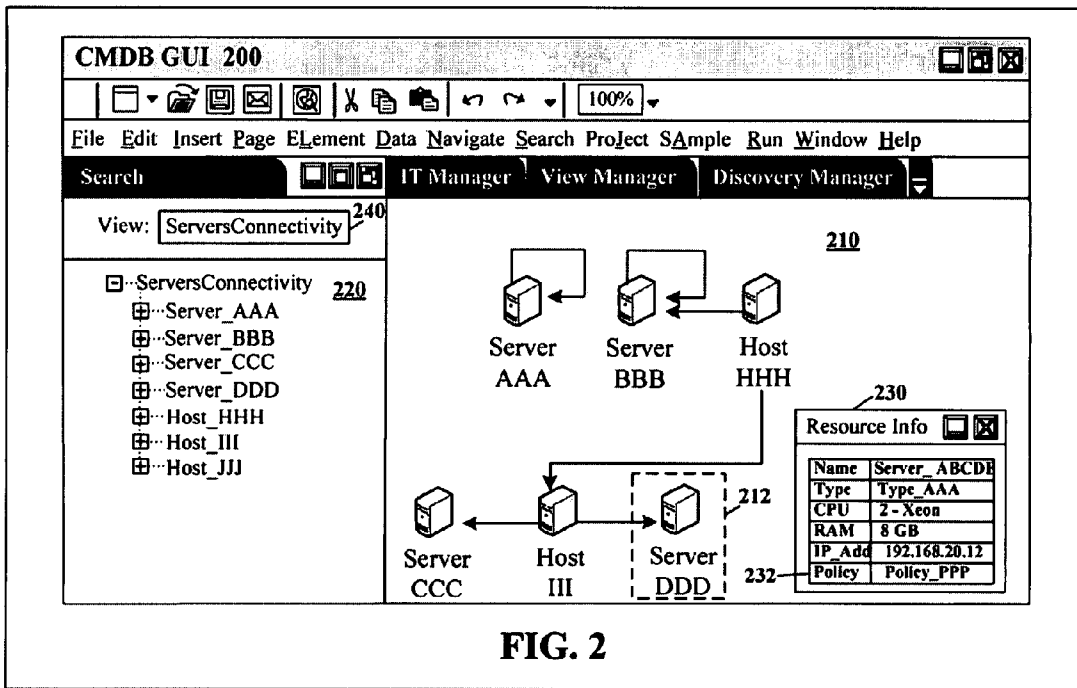 CMDB GUI 200
100%
File Edit Insert Page ELement Data Navigate Search ProJect SAmple Run Window Help
Search
IT Manager View Manager Discovery Manager
View: ServersConnectivity 240
210
ServersConnectivity 220
Server_AAA
Server_BBB
Server_CCC
Server_DDD
Host_HHH
Host_III
Host_JJJ
Server AAA
Server BBB
Host HHH
Server CCC
Host III
Server DDD
212
230
Resource Info
Name Server_ABCDE
Type Type_AAA
CPU 2 - Xeon
RAM 8 GB
IP_Add 192.168.20.12
232 Policy Policy_PPP
FIG. 2